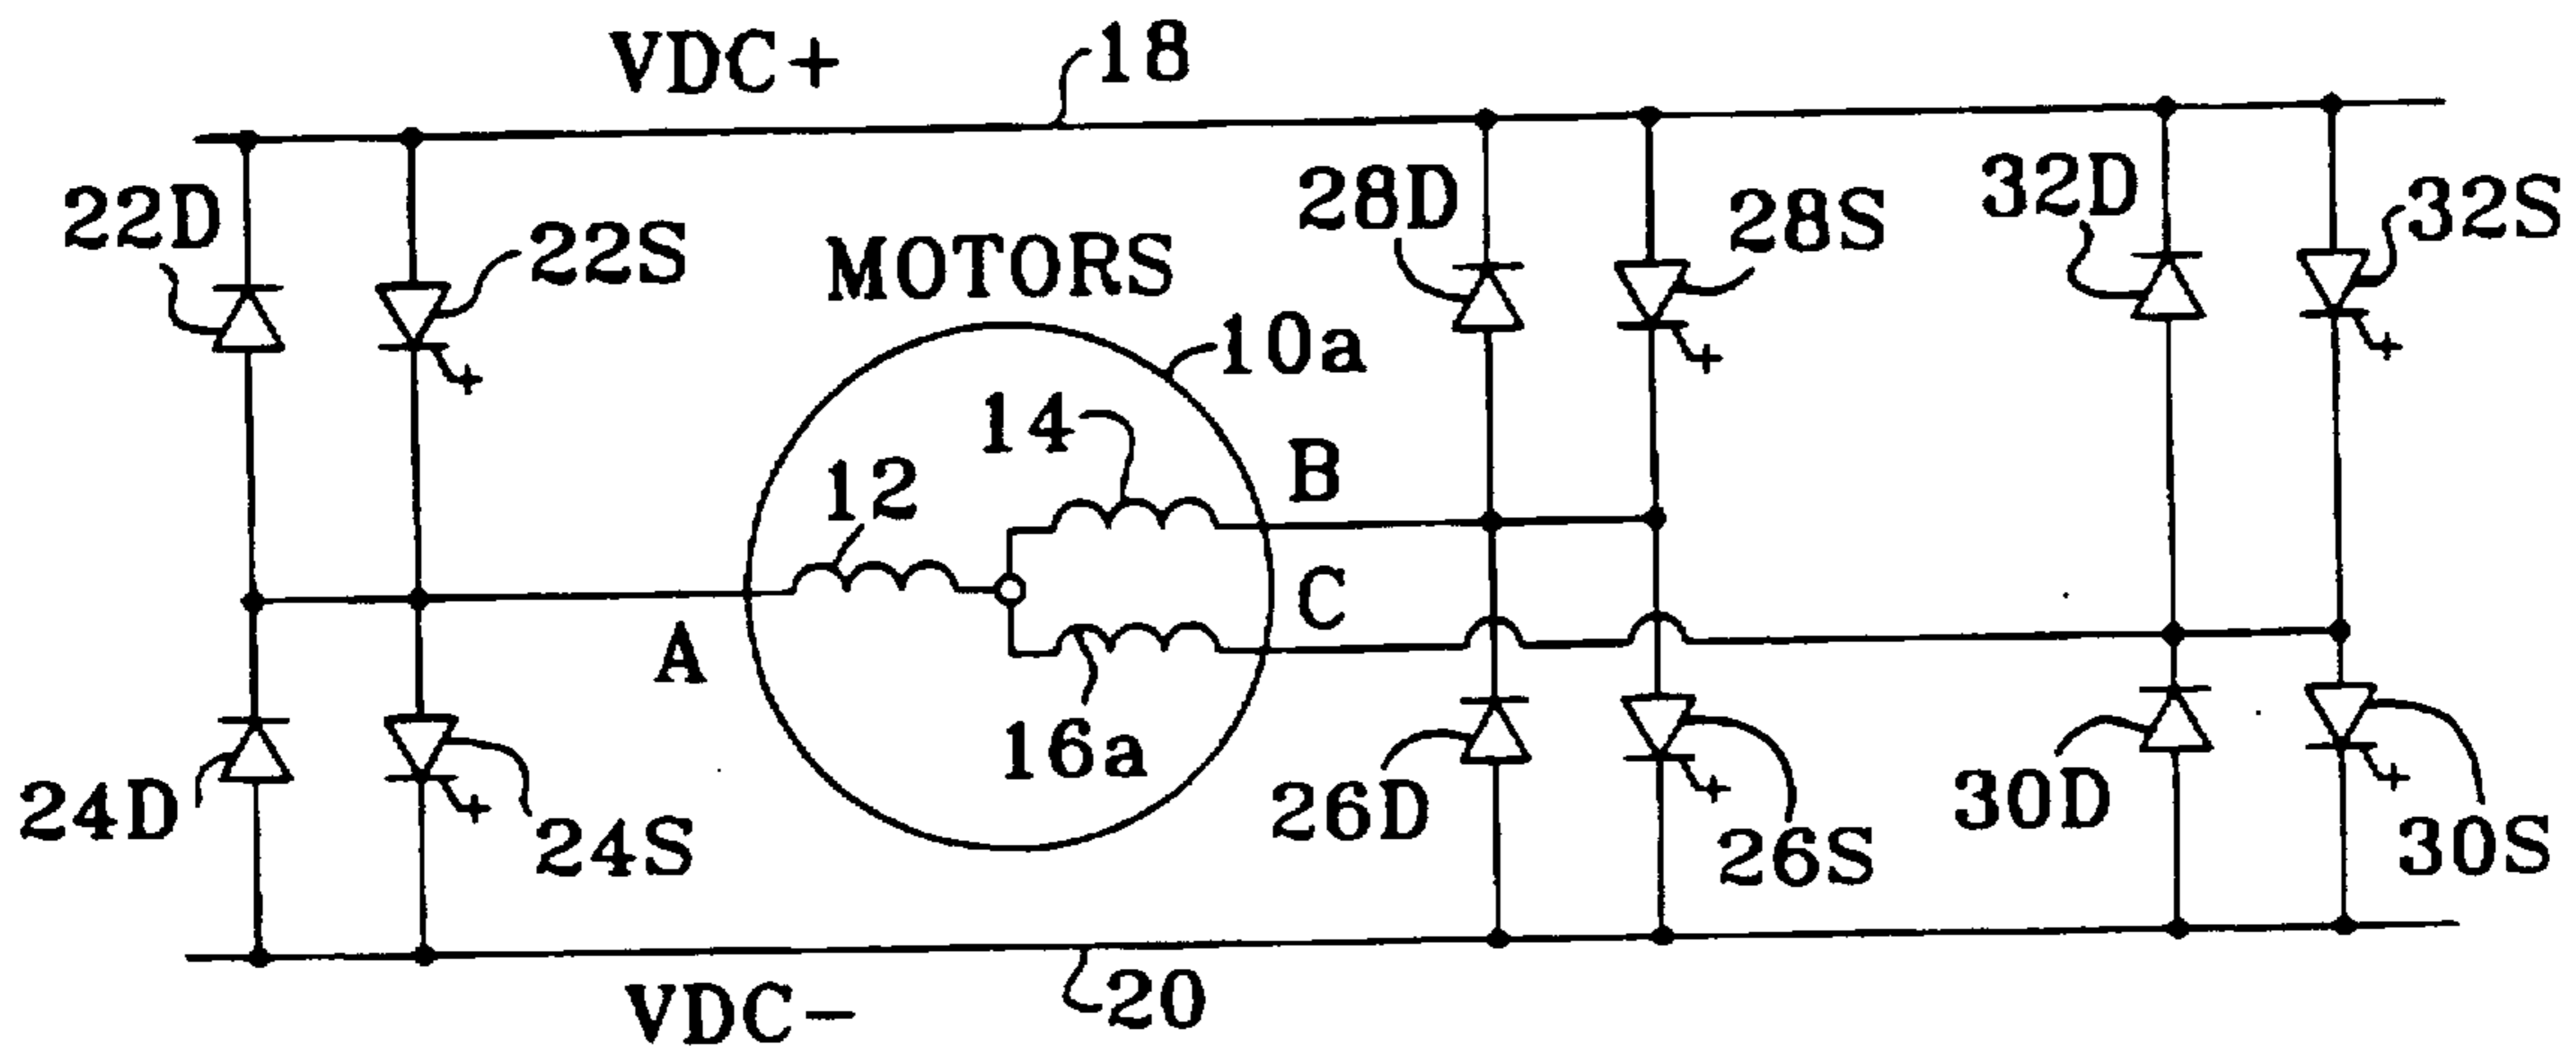 VDC+
18
22D
22S
28D
28S
32D
32S
MOTORS
10a
14
12
B
C
A
16a
24D
24S
26D
26S
30D
30S
VDC-
20